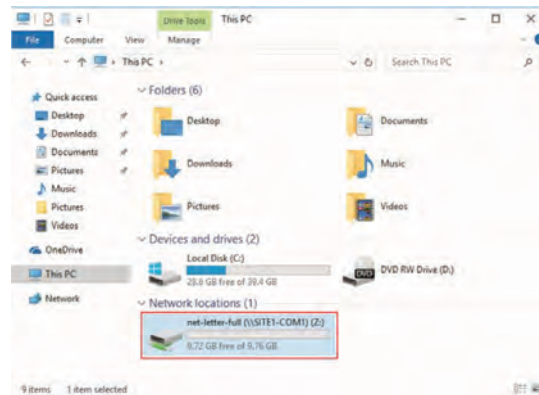 Drive Tools This PC
File Computer View Manage
This PC
Search This PC
Quick access
Desktop
Downloads
Documents
Pictures
Music
Pictures
Videos
OneDrive
This PC
Network
Folders (6)
Desktop
Documents
Downloads
Music
Pictures
Videos
Devices and drives (2)
Local Disk (C:)
28.8 GB free of 39.4 GB
DVD
DVD RW Drive (D:)
Network locations (1)
net-letter-full (\\SITE1-COM1) (Z:)
9.72 GB free of 9.76 GB
9 items 1 item selected